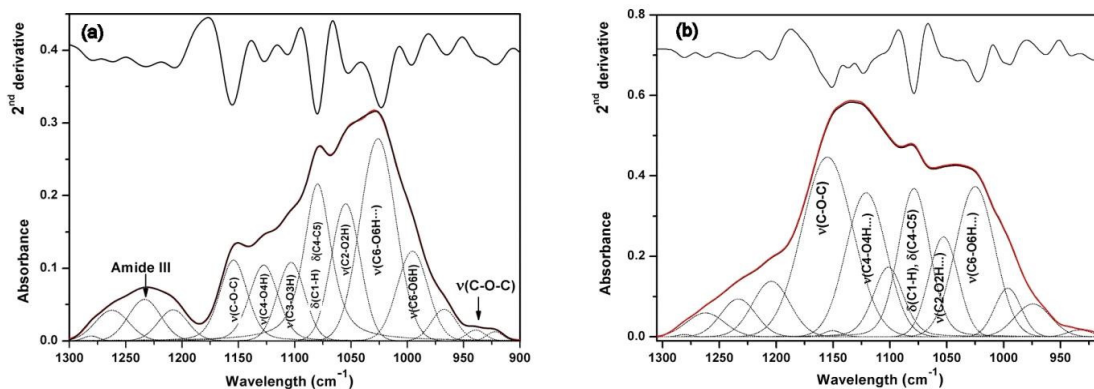 (a)
2nd derivative
Absorbance
0.4
0.3
0.2
0.1
0.0
Amide III
ν(C-O-C)
ν(C4-O4H)
ν(C3-O3H)
δ(C1-H) δ(C4-C5)
ν(C2-O2H)
ν(C6-O6H···)
ν(C6-O6H)
ν(C-O-C)
1300 1250 1200 1150 1100 1050 1000 950 900
Wavelength (cm⁻¹)
(b)
2nd derivative
Absorbance
0.8
0.6
0.4
0.2
0.0
ν(C-O-C)
ν(C4-O4H...)
δ(C1-H), δ(C4-C5)
ν(C2-O2H...)
ν(C6-O6H...)
1300 1250 1200 1150 1100 1050 1000 950
Wavelength (cm⁻¹)